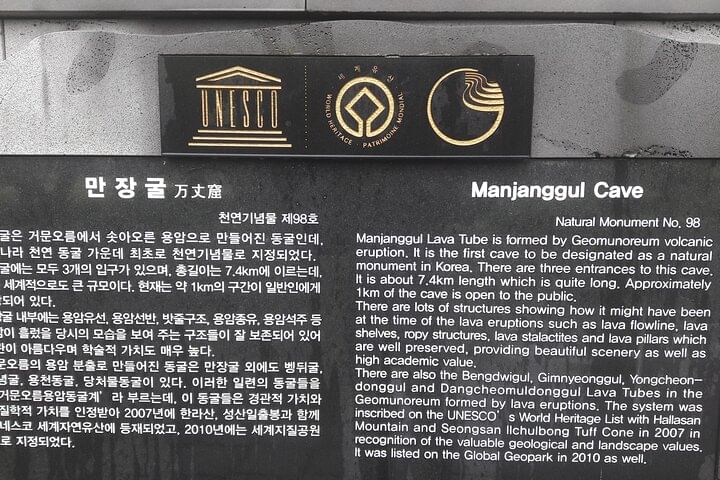 UNESCO
세계유산
WORLD HERITAGE · PATRIMOINE MONDIAL
만장굴 万丈窟
천연기념물 제98호
굴은 거문오름에서 솟아오른 용암으로 만들어진 동굴인데,
나라 천연 동굴 가운데 최초로 천연기념물로 지정되었다.
굴에는 모두 3개의 입구가 있으며, 총길이는 7.4km에 이르는데,
세계적으로도 큰 규모이다. 현재는 약 1km의 구간이 일반인에게
되어 있다.
굴 내부에는 용암유선, 용암선반, 밧줄구조, 용암종유, 용암석주 등
이 흘렀을 당시의 모습을 보여 주는 구조들이 잘 보존되어 있어
이 아름다우며 학술적 가치도 매우 높다.
문오름의 용암 분출로 만들어진 동굴은 만장굴 외에도 벵뒤굴,
굴, 용천동굴, 당처물동굴이 있다. 이러한 일련의 동굴들을
거문오름용암동굴계' 라 부르는데, 이 동굴들은 경관적 가치와
질학적 가치를 인정받아 2007년에 한라산, 성산일출봉과 함께
네스코 세계자연유산에 등재되었고, 2010년에는 세계지질공원
로 지정되었다.
Manjanggul Cave
Natural Monument No. 98
Manjanggul Lava Tube is formed by Geomunoreum volcanic
eruption. It is the first cave to be designated as a natural
monument in Korea. There are three entrances to this cave.
It is about 7.4km length which is quite long. Approximately
1km of the cave is open to the public.
There are lots of structures showing how it might have been
at the time of the lava eruptions such as lava flowline, lava
shelves, ropy structures, lava stalactites and lava pillars which
are well preserved, providing beautiful scenery as well as
high academic value.
There are also the Bengdwigul, Gimnyeonggul, Yongcheon-
donggul and Dangcheomuldonggul Lava Tubes in the
Geomunoreum formed by lava eruptions. The system was
inscribed on the UNESCO's World Heritage List with Hallasan
Mountain and Seongsan Ilchulbong Tuff Cone in 2007 in
recognition of the valuable geological and landscape values.
It was listed on the Global Geopark in 2010 as well.